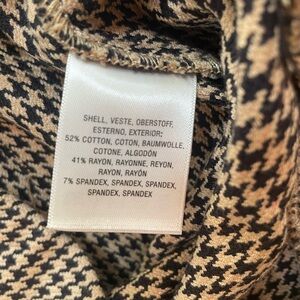 SHELL, VESTE, OBERSTOFF,
ESTERNO, EXTERIOR:
52% COTTON, COTON, BAUMWOLLE,
COTONE, ALGODÓN
41% RAYON, RAYONNE, REYON,
RAYON, RAYÓN
7% SPANDEX, SPANDEX, SPANDEX,
SPANDEX, SPANDEX